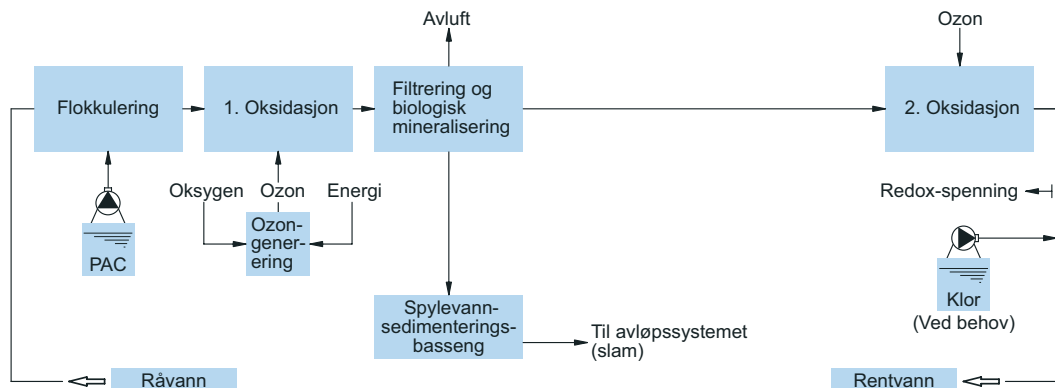 Avluft
Ozon
Flokkulering
1. Oksidasjon
Filtrering og
biologisk
mineralisering
2. Oksidasjon
Oksygen
Ozon
Energi
Redox-spenning
Ozon-
gener-
ering
PAC
Klor
(Ved behov)
Spylevann-
sedimenterings-
basseng
Til avløpssystemet
(slam)
Råvann
Rentvann